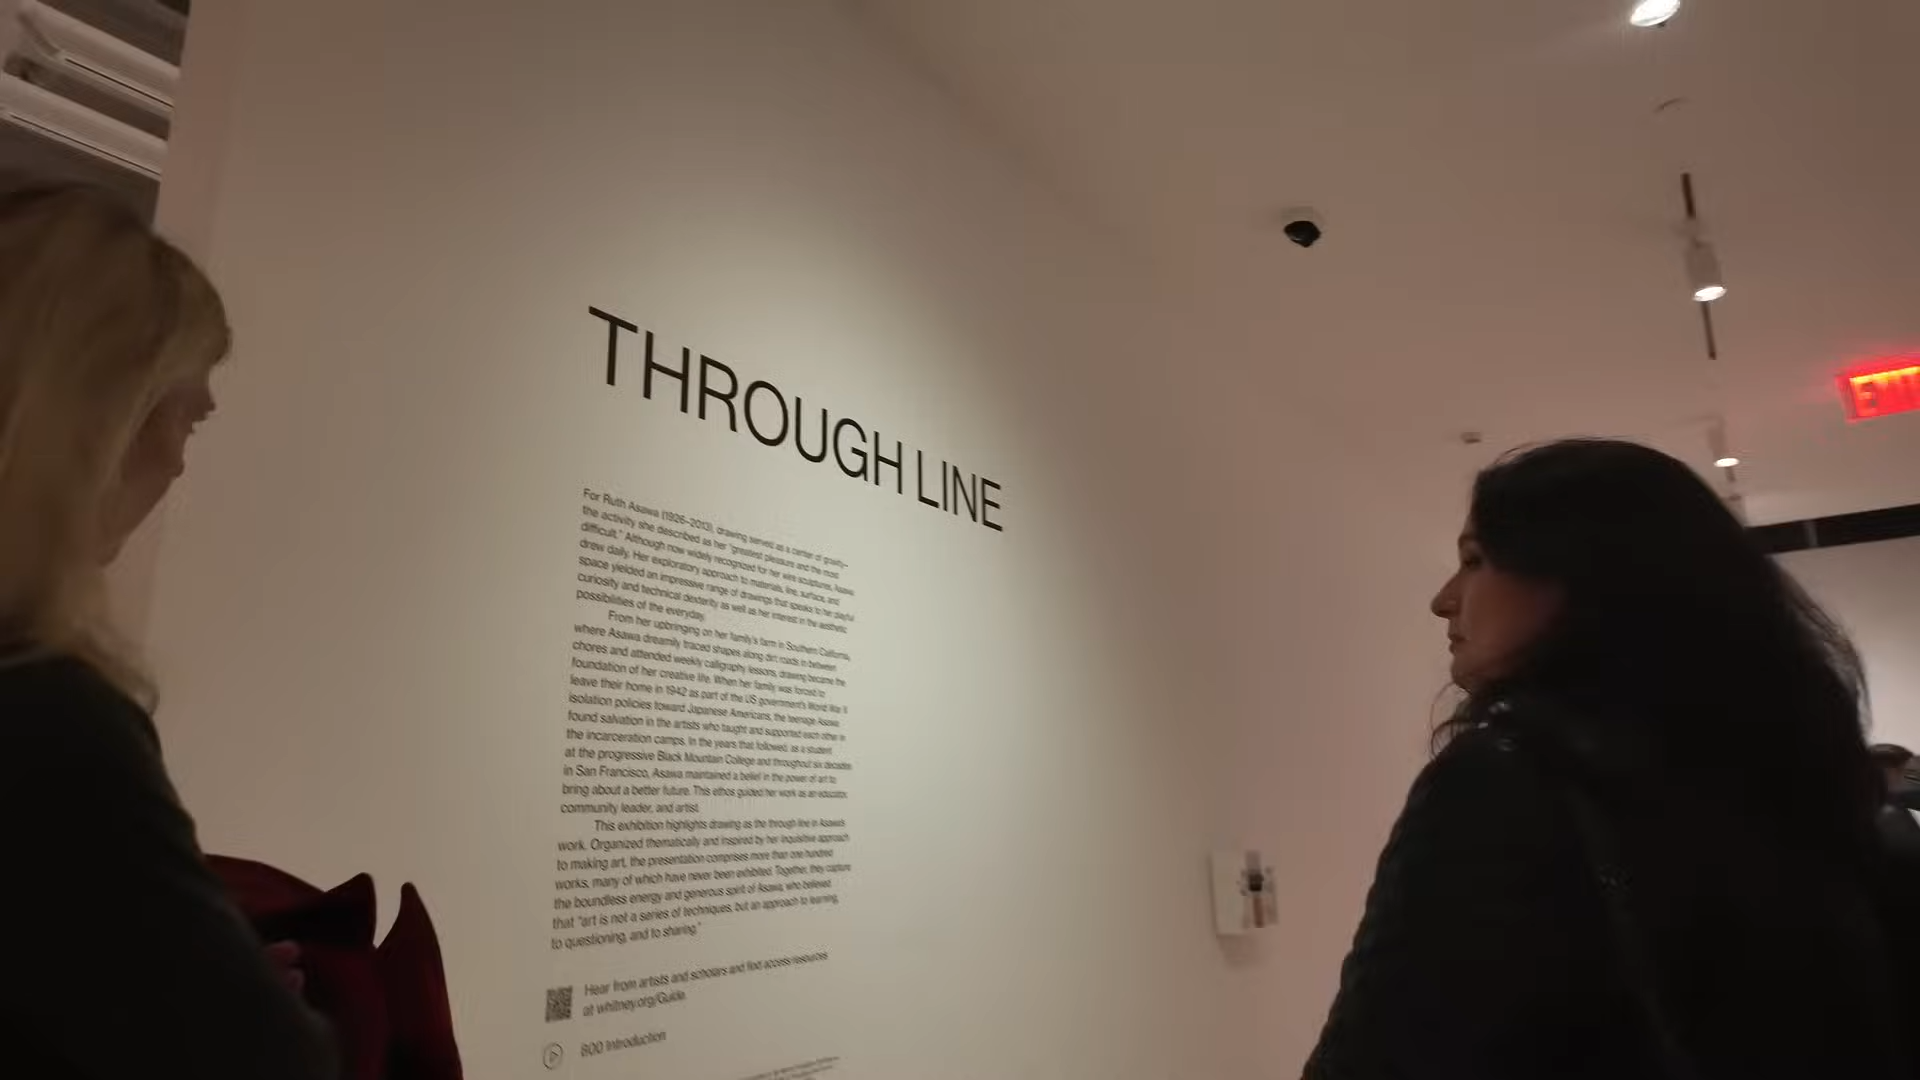 THROUGH LINE
For Ruth Asawa (1926–2013), drawing served as a center of gravity—
the activity she described as her "greatest pleasure and the most
difficult." Although now widely recognized for her wire sculptures, Asawa
drew daily. Her exploratory approach to materials, line, surface, and
space yielded an impressive range of drawings that speaks to her playful
curiosity and technical dexterity as well as her interest in the aesthetic
possibilities of the everyday.
From her upbringing on her family's farm in Southern California,
where Asawa dreamily traced shapes along dirt roads in between
chores and attended weekly calligraphy lessons, drawing became the
foundation of her creative life. When her family was forced to
leave their home in 1942 as part of the US government's World War II
isolation policies toward Japanese Americans, the teenage Asawa
found salvation in the artists who taught and supported each other in
the incarceration camps. In the years that followed, as a student
at the progressive Black Mountain College and throughout six decades
in San Francisco, Asawa maintained a belief in the power of art to
bring about a better future. This ethos guided her work as an educator,
community leader, and artist.
This exhibition highlights drawing as the through line in Asawa's
work. Organized thematically and inspired by her inquisitive approach
to making art, the presentation comprises more than one hundred
works, many of which have never been exhibited. Together, they capture
the boundless energy and generous spirit of Asawa, who believed
that "art is not a series of techniques, but an approach to learning,
to questioning, and to sharing."
Hear from artists and scholars and find access resources
at whitney.org/Guide
800 Introduction
EXIT